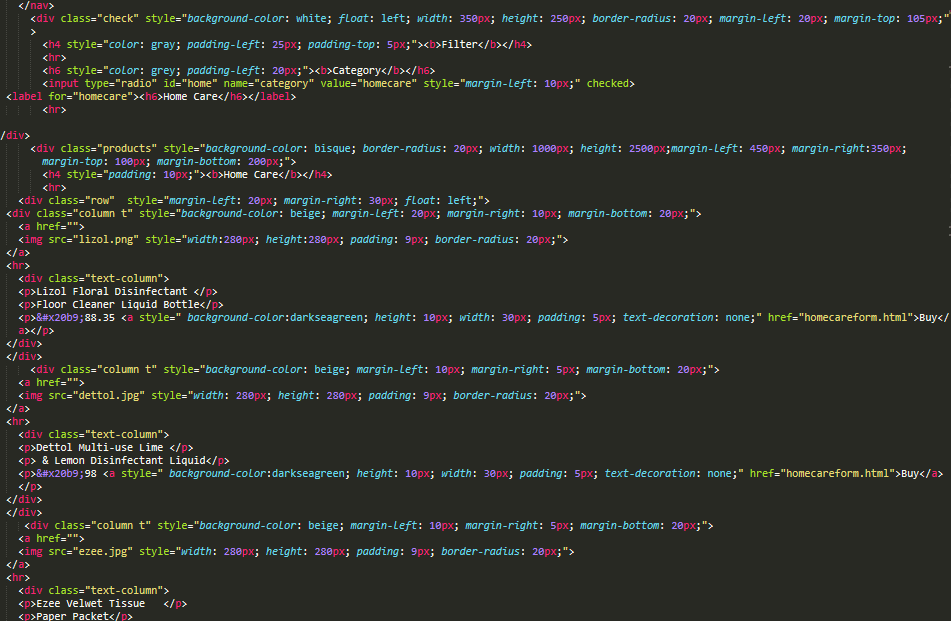 </nav>
<div class="check" style="background-color: white; float: left; width: 350px; height: 250px; border-radius: 20px; margin-left: 20px; margin-top: 105px;"
>
<h4 style="color: gray; padding-left: 25px; padding-top: 5px;"><b>Filter</b></h4>
<hr>
<h6 style="color: grey; padding-left: 20px;"><b>Category</b></h6>
<input type="radio" id="home" name="category" value="homecare" style="margin-left: 10px;" checked>
<label for="homecare"><h6>Home Care</h6></label>
<hr>
/div>
<div class="products" style="background-color: bisque; border-radius: 20px; width: 1000px; height: 2500px;margin-left: 450px; margin-right:350px;
margin-top: 100px; margin-bottom: 200px;">
<h4 style="padding: 10px;"><b>Home Care</b></h4>
<hr>
<div class="row"  style="margin-left: 20px; margin-right: 30px; float: left;">
<div class="column t" style="background-color: beige; margin-left: 20px; margin-right: 10px; margin-bottom: 20px;">
<a href="">
<img src="lizol.png" style="width:280px; height:280px; padding: 9px; border-radius: 20px;">
</a>
<hr>
<div class="text-column">
<p>Lizol Floral Disinfectant </p>
<p>Floor Cleaner Liquid Bottle</p>
<p>&#x20b9;88.35 <a style=" background-color:darkseagreen; height: 10px; width: 30px; padding: 5px; text-decoration: none;" href="homecareform.html">Buy</
a></p>
</div>
</div>
<div class="column t" style="background-color: beige; margin-left: 10px; margin-right: 5px; margin-bottom: 20px;">
<a href="">
<img src="dettol.jpg" style="width: 280px; height: 280px; padding: 9px; border-radius: 20px;">
</a>
<hr>
<div class="text-column">
<p>Dettol Multi-use Lime </p>
<p> & Lemon Disinfectant Liquid</p>
<p>&#x20b9;98 <a style=" background-color:darkseagreen; height: 10px; width: 30px; padding: 5px; text-decoration: none;" href="homecareform.html">Buy</a>
</p>
</div>
</div>
<div class="column t" style="background-color: beige; margin-left: 10px; margin-right: 5px; margin-bottom: 20px;">
<a href="">
<img src="ezee.jpg" style="width: 280px; height: 280px; padding: 9px; border-radius: 20px;">
</a>
<hr>
<div class="text-column">
<p>Ezee Velwet Tissue   </p>
<p>Paper Packet</p>